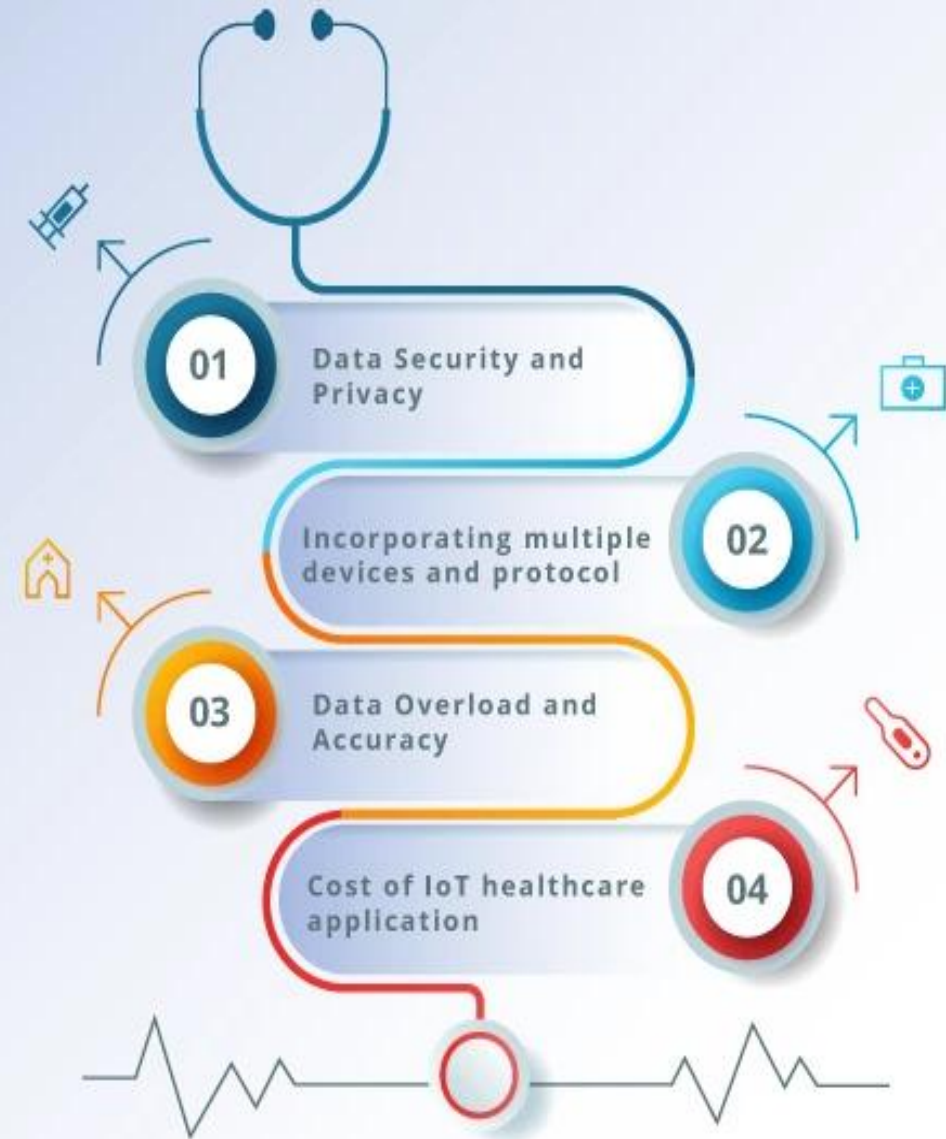 01
Data Security and
Privacy
Incorporating multiple
devices and protocol
02
03
Data Overload and
Accuracy
Cost of IoT healthcare
application
04